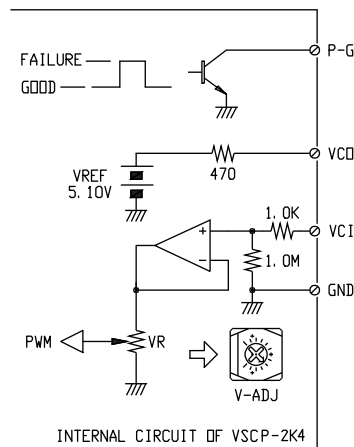 P-G
FAILURE
GOOD
VCO
VREF
5.10V
470
1.0K
VCI
+
1.0M
-
GND
PWM
VR
V-ADJ
INTERNAL CIRCUIT OF VSCP-2K4